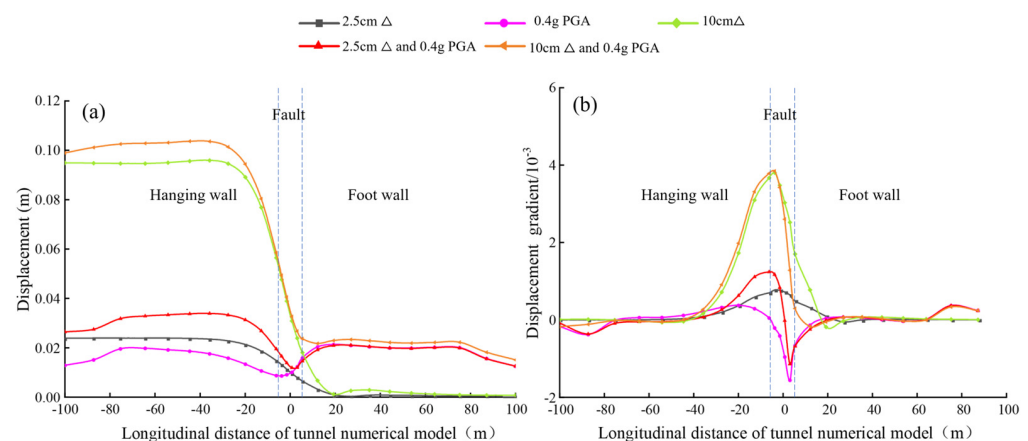 2.5cm △ 0.4g PGA 10cm△
2.5cm △ and 0.4g PGA 10cm △ and 0.4g PGA
(a)
Fault
Hanging wall Foot wall
Displacement (m)
0.12
0.10
0.08
0.06
0.04
0.02
0.00
-100 -80 -60 -40 -20 0 20 40 60 80 100
Longitudinal distance of tunnel numerical model（m）
(b)
Fault
Hanging wall Foot wall
Displacement gradient/10⁻³
6
4
2
0
-2
-100 -80 -60 -40 -20 0 20 40 60 80 100
Longitudinal distance of tunnel numerical model（m）